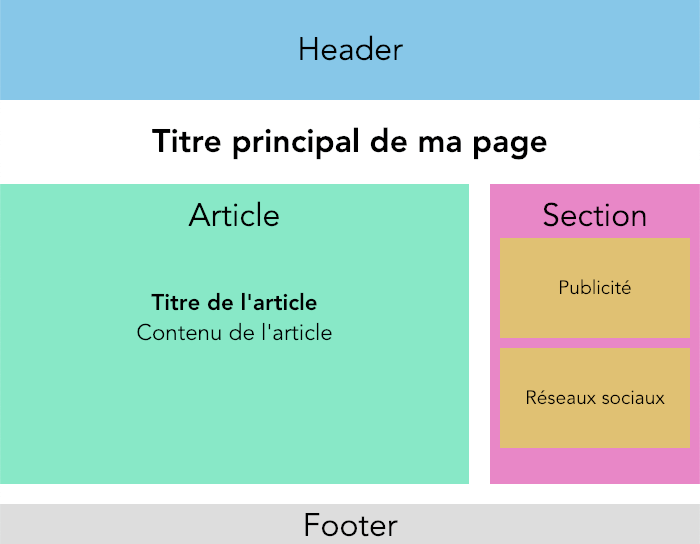 Header
Titre principal de ma page
Article
Titre de l'article
Contenu de l'article
Section
Publicité
Réseaux sociaux
Footer